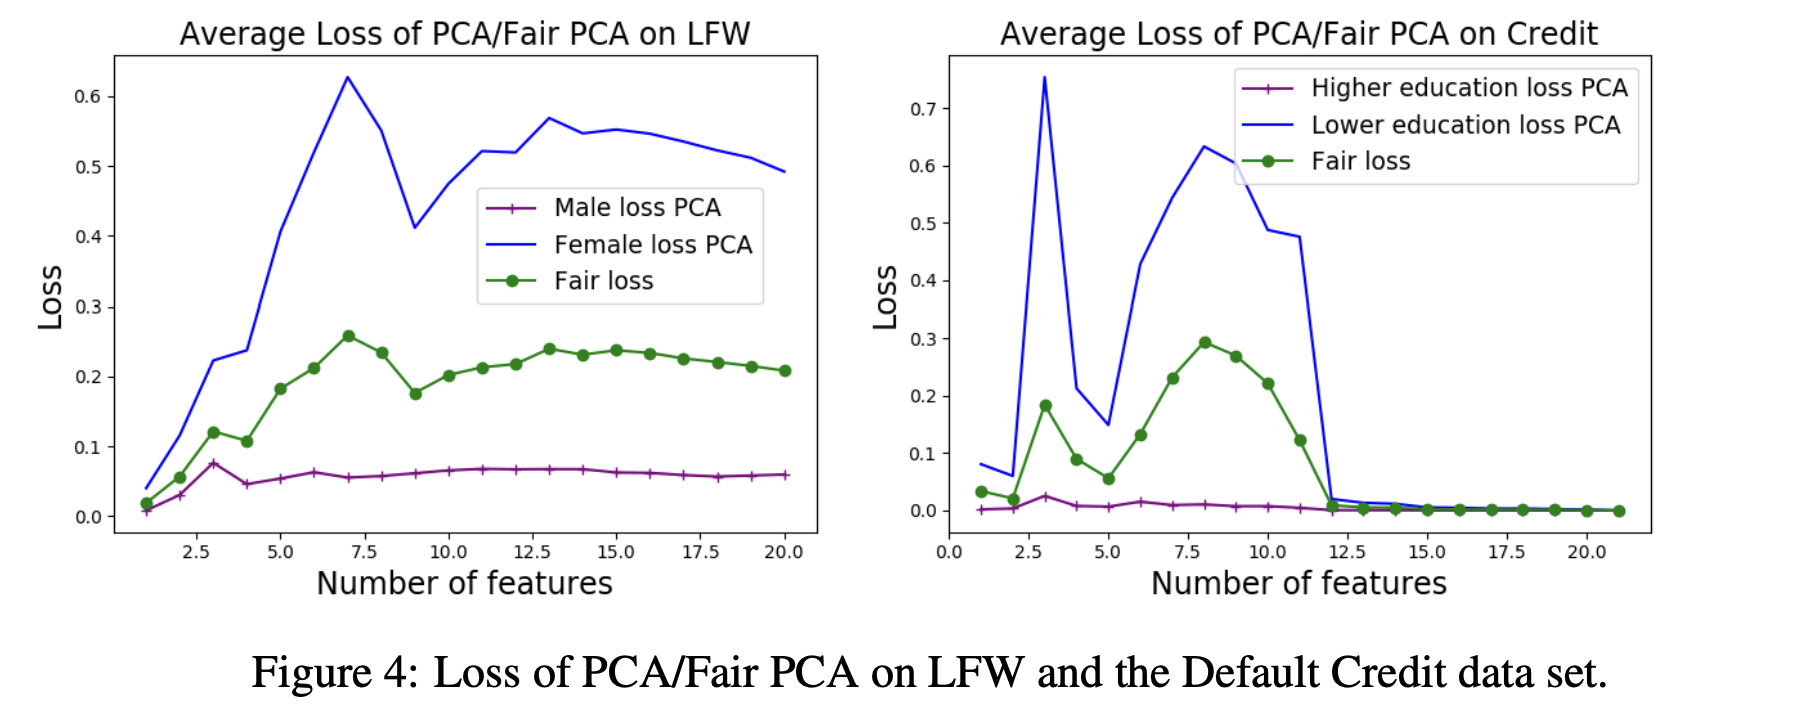 Average Loss of PCA/Fair PCA on LFW
0.6
0.5
0.4
0.3
0.2
0.1
0.0
Loss
Male loss PCA
Female loss PCA
Fair loss
2.5 5.0 7.5 10.0 12.5 15.0 17.5 20.0
Number of features
Average Loss of PCA/Fair PCA on Credit
0.7
0.6
0.5
0.4
0.3
0.2
0.1
0.0
Loss
Higher education loss PCA
Lower education loss PCA
Fair loss
0.0 2.5 5.0 7.5 10.0 12.5 15.0 17.5 20.0
Number of features
Figure 4: Loss of PCA/Fair PCA on LFW and the Default Credit data set.